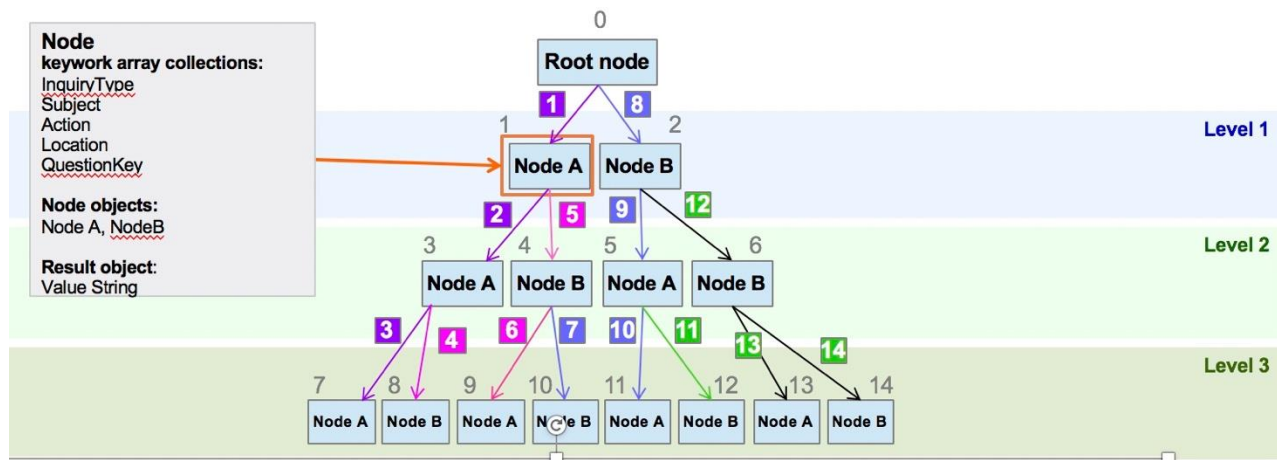 0
Root node
1 8
Node
keywork array collections:
InquiryType
Subject
Action
Location
QuestionKey
Node objects:
Node A, NodeB
Result object:
Value String
1 2
Level 1
Node A Node B
2 5 9 12
3 4 5 6
Level 2
Node A Node B Node A Node B
3 4 6 7 10 11 13 14
Level 3
7 8 9 10 11 12 13 14
Node A Node B Node A Node B Node A Node B Node A Node B